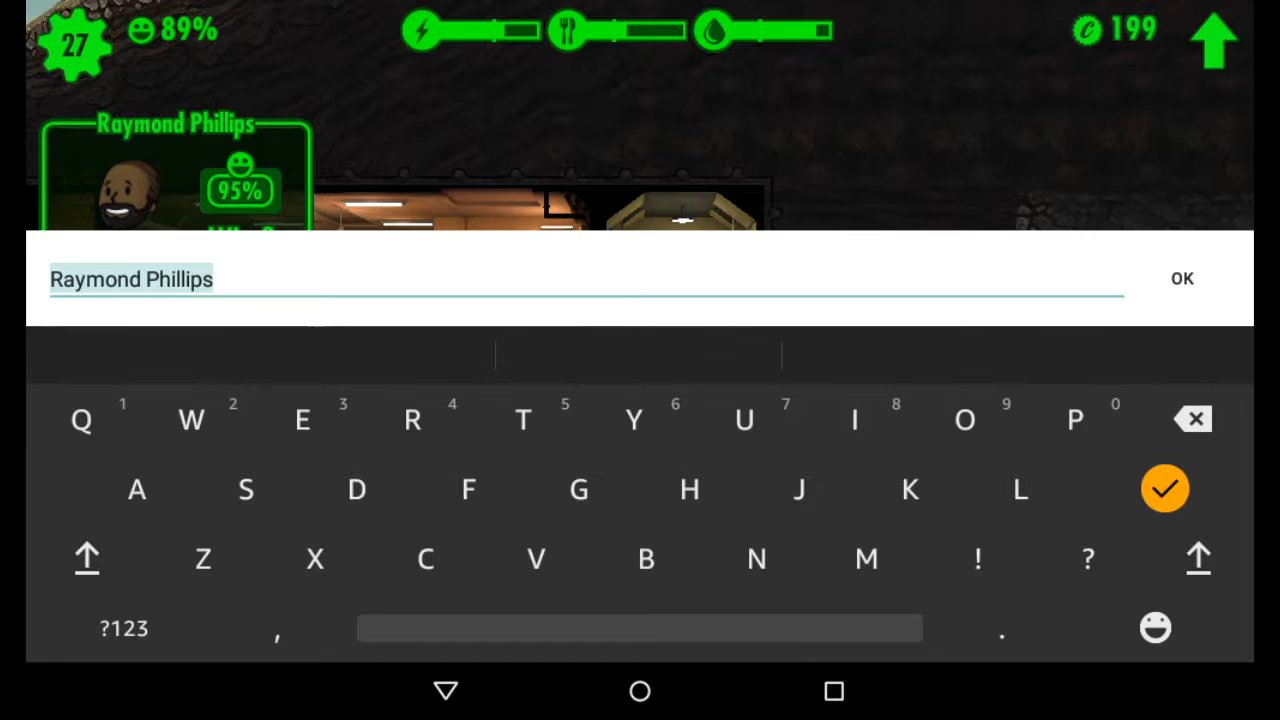 27
89%
199
Raymond Phillips
95%
Raymond Phillips
OK
Q 1 W 2 E 3 R 4 T 5 Y 6 U 7 I 8 O 9 P 0
A S D F G H J K L
Z X C V B N M ! ?
?123 , .